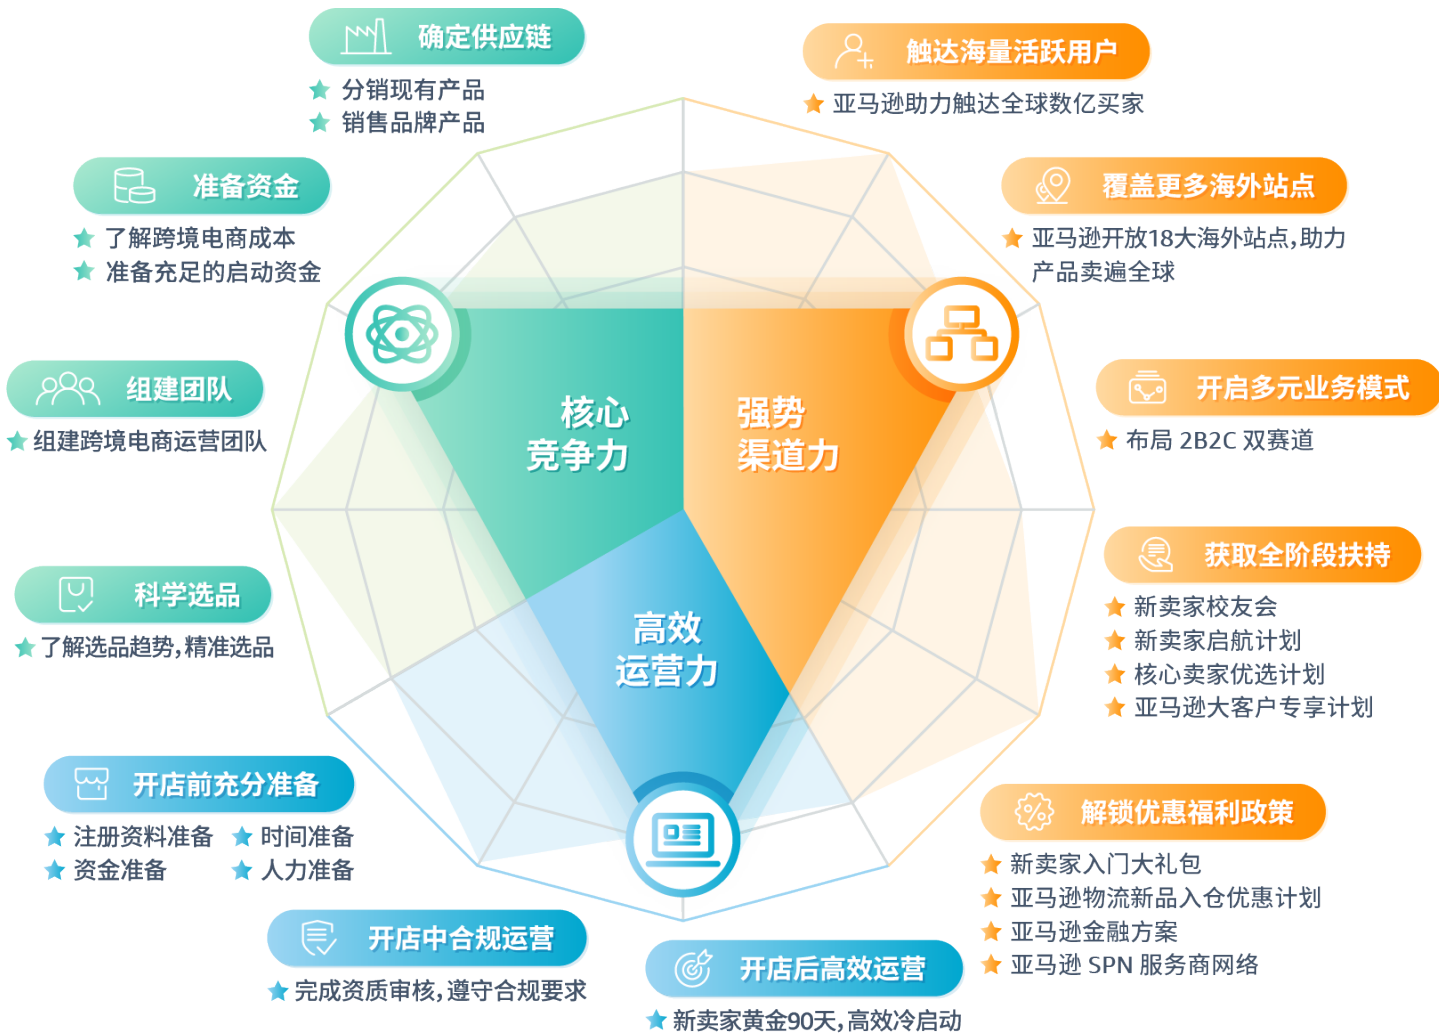 确定供应链
分销现有产品
销售品牌产品
准备资金
了解跨境电商成本
准备充足的启动资金
组建团队
组建跨境电商运营团队
科学选品
了解选品趋势,精准选品
核心
竞争力
触达海量活跃用户
亚马逊助力触达全球数亿买家
覆盖更多海外站点
亚马逊开放18大海外站点,助力
产品卖遍全球
开启多元业务模式
布局 2B2C 双赛道
获取全阶段扶持
新卖家校友会
新卖家启航计划
核心卖家优选计划
亚马逊大客户专享计划
解锁优惠福利政策
新卖家入门大礼包
亚马逊物流新品入仓优惠计划
亚马逊金融方案
亚马逊 SPN 服务商网络
强势
渠道力
高效
运营力
开店前充分准备
注册资料准备
时间准备
资金准备
人力准备
开店中合规运营
完成资质审核,遵守合规要求
开店后高效运营
新卖家黄金90天,高效冷启动